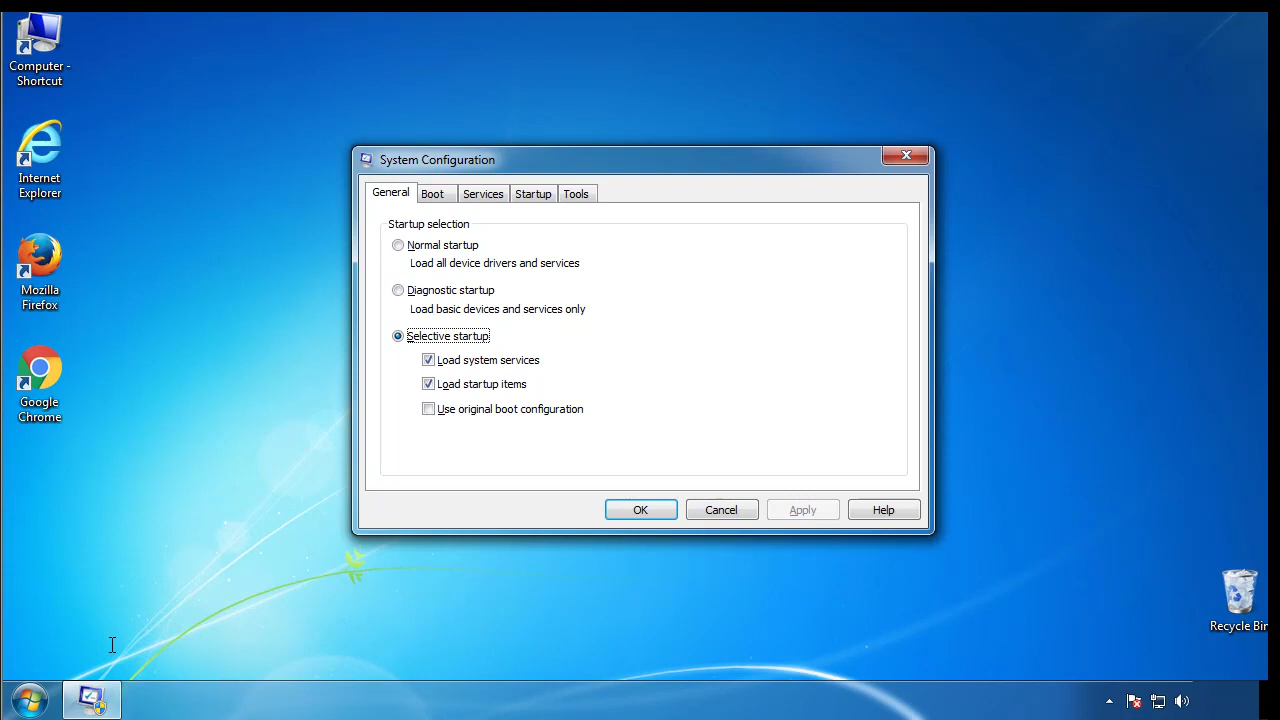 Computer -
Shortcut
Internet
Explorer
Mozilla
Firefox
Google
Chrome
System Configuration
General
Boot
Services
Startup
Tools
Startup selection
Normal startup
Load all device drivers and services
Diagnostic startup
Load basic devices and services only
Selective startup
Load system services
Load startup items
Use original boot configuration
OK
Cancel
Apply
Help
Recycle Bin